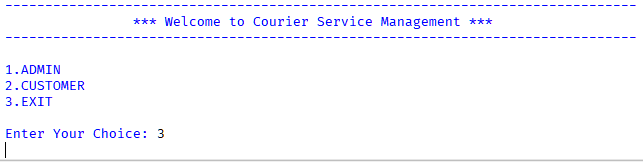 -------------------------------------------------------------------------------
*** Welcome to Courier Service Management ***
-------------------------------------------------------------------------------
1.ADMIN
2.CUSTOMER
3.EXIT
Enter Your Choice: 3